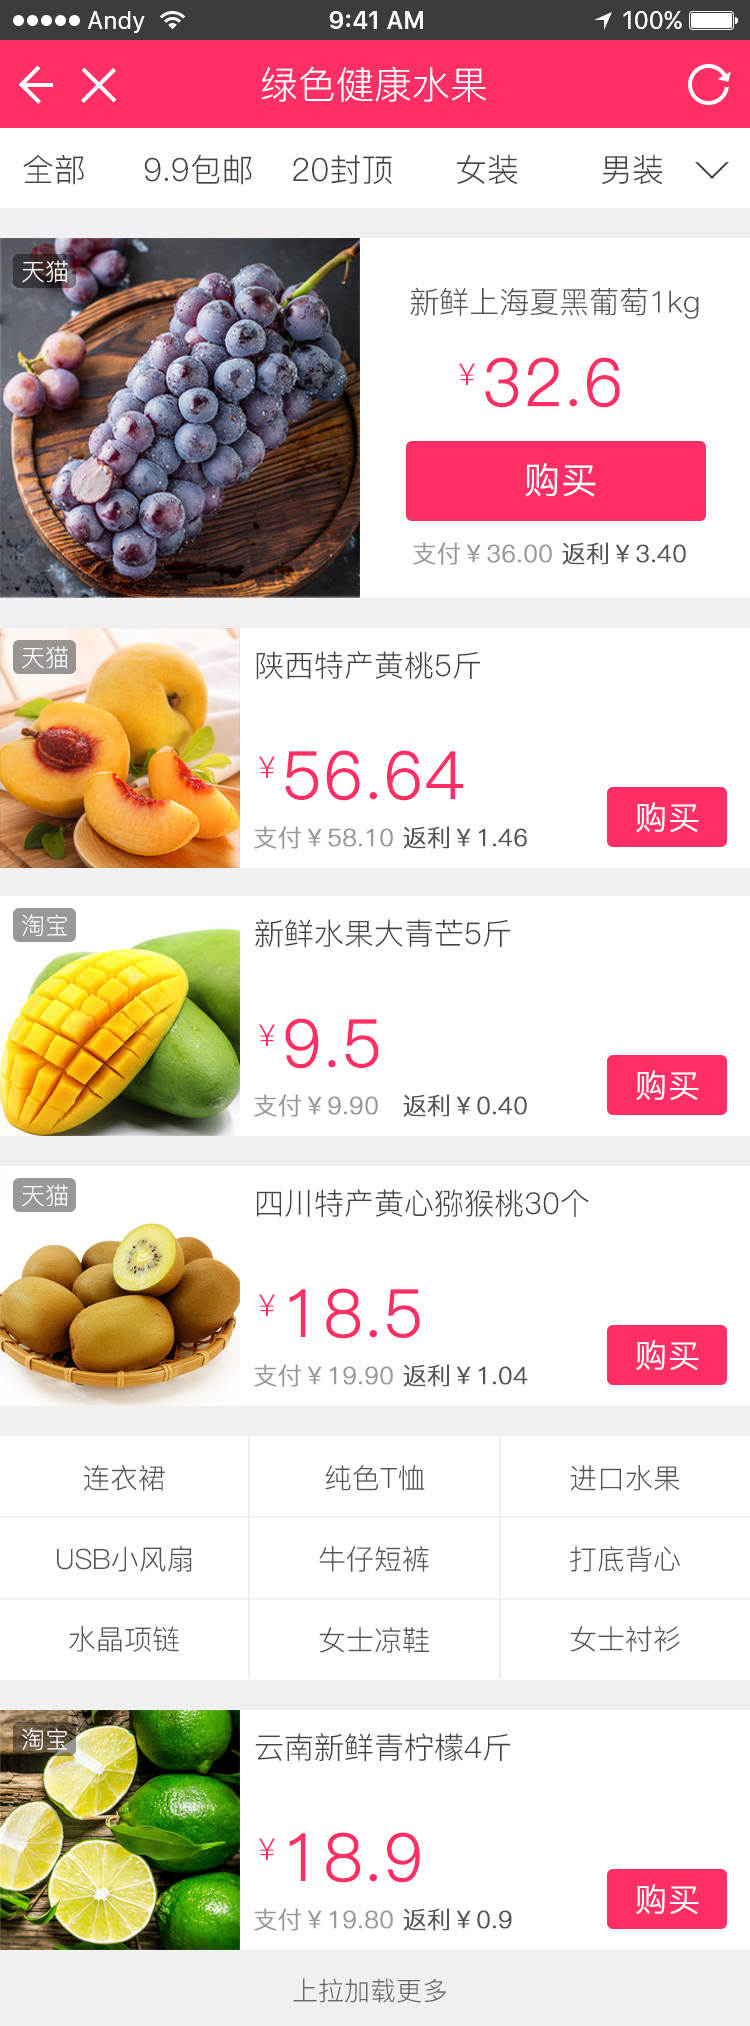 Andy 9:41 AM 100%
绿色健康水果
全部 9.9包邮 20封顶 女装 男装
天猫
新鲜上海夏黑葡萄1kg
¥32.6
购买
支付¥36.00 返利¥3.40
天猫
陕西特产黄桃5斤
¥56.64
购买
支付¥58.10 返利¥1.46
淘宝
新鲜水果大青芒5斤
¥9.5
购买
支付¥9.90 返利¥0.40
天猫
四川特产黄心猕猴桃30个
¥18.5
购买
支付¥19.90 返利¥1.04
连衣裙 纯色T恤 进口水果
USB小风扇 牛仔短裤 打底背心
水晶项链 女士凉鞋 女士衬衫
淘宝
云南新鲜青柠檬4斤
¥18.9
购买
支付¥19.80 返利¥0.9
上拉加载更多